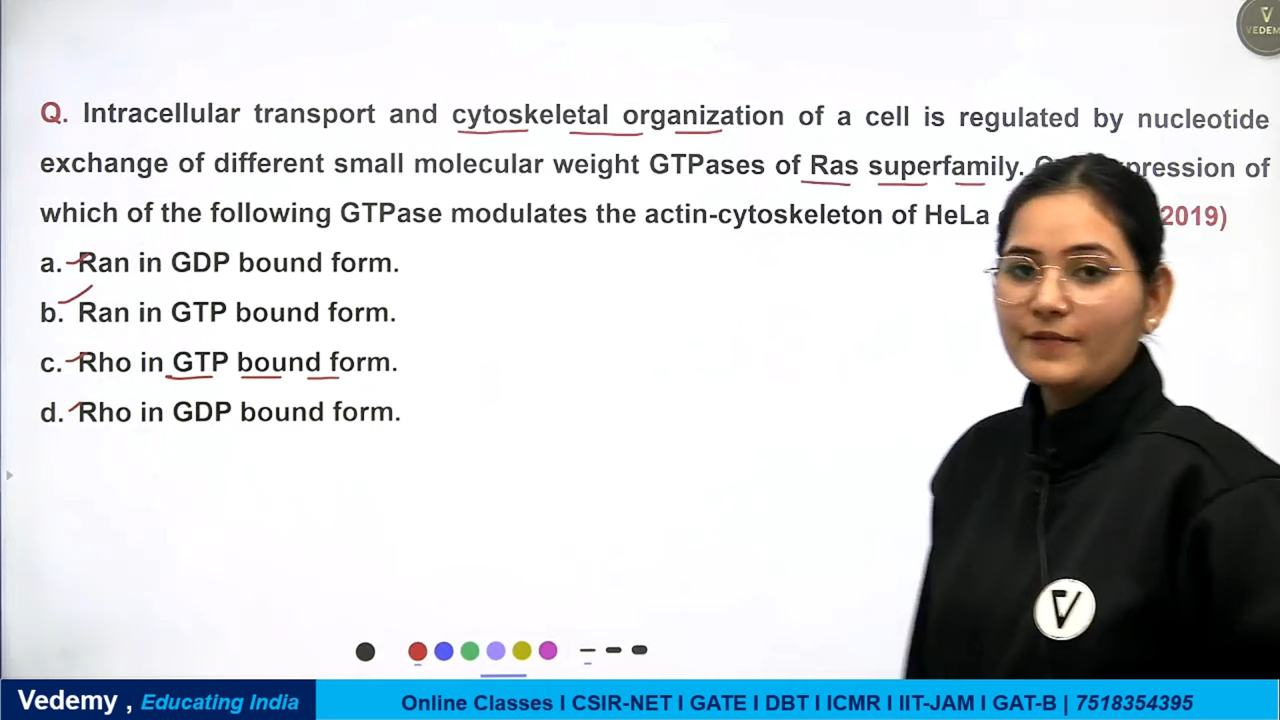 VEDEM
Q. Intracellular transport and cytoskeletal organization of a cell is regulated by nucleotide
exchange of different small molecular weight GTPases of Ras superfamily. of
which of the following GTPase modulates the actin-cytoskeleton of HeLa 2019)
a. Ran in GDP bound form.
b. Ran in GTP bound form.
c. Rho in GTP bound form.
d. Rho in GDP bound form.
Vedemy , Educating India Online Classes I CSIR-NET I GATE I DBT I ICMR I IIT-JAM I GAT-B | 7518354395